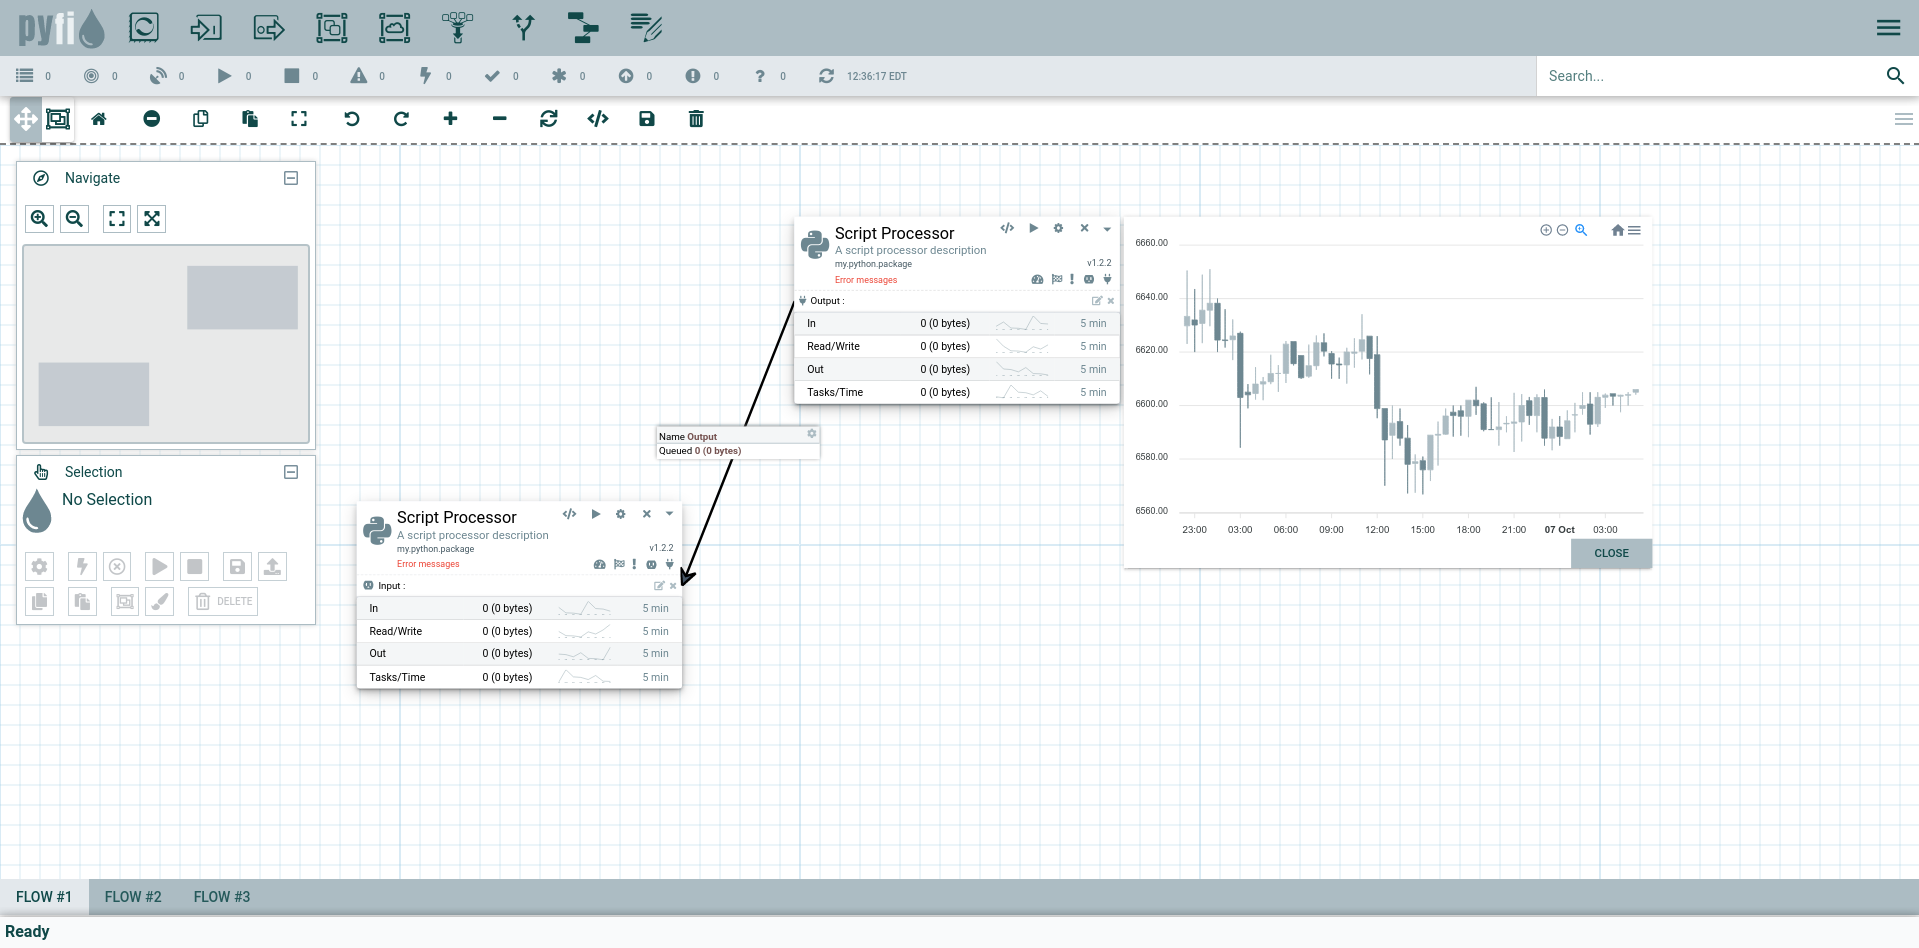 pyfi
0 0 0 0 0 0 0 0 0 0 0 0 12:36:17 EDT
Search...
Navigate
Selection
No Selection
DELETE
Script Processor
A script processor description
my.python.package
v1.2.2
Error messages
Output :
In 0 (0 bytes) 5 min
Read/Write 0 (0 bytes) 5 min
Out 0 (0 bytes) 5 min
Tasks/Time 0 (0 bytes) 5 min
Name Output
Queued 0 (0 bytes)
Script Processor
A script processor description
my.python.package
v1.2.2
Error messages
Input :
In 0 (0 bytes) 5 min
Read/Write 0 (0 bytes) 5 min
Out 0 (0 bytes) 5 min
Tasks/Time 0 (0 bytes) 5 min
6660.00
6640.00
6620.00
6600.00
6580.00
6560.00
23:00 03:00 06:00 09:00 12:00 15:00 18:00 21:00 07 Oct 03:00
CLOSE
FLOW #1 FLOW #2 FLOW #3
Ready